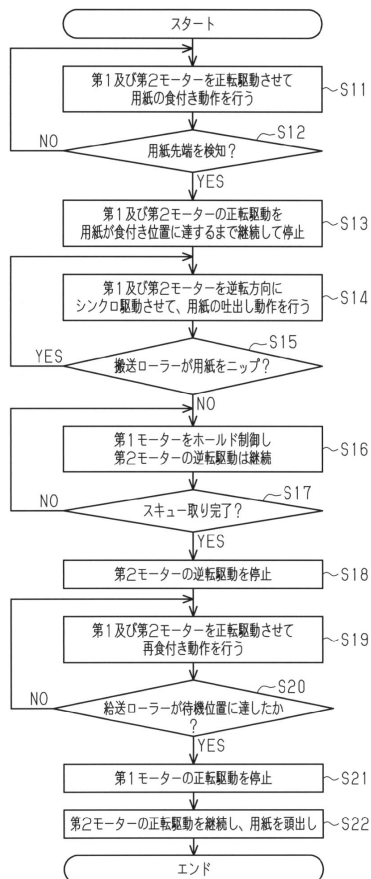 スタート
第1及び第2モーターを正転駆動させて
用紙の食付き動作を行う
S11
NO
用紙先端を検知?
S12
YES
第1及び第2モーターの正転駆動を
用紙が食付き位置に達するまで継続して停止
S13
第1及び第2モーターを逆転方向に
シンクロ駆動させて、用紙の吐出し動作を行う
S14
YES
搬送ローラーが用紙をニップ?
S15
NO
第1モーターをホールド制御し
第2モーターの逆転駆動は継続
S16
NO
スキュー取り完了?
S17
YES
第2モーターの逆転駆動を停止
S18
第1及び第2モーターを正転駆動させて
再食付き動作を行う
S19
NO
給送ローラーが待機位置に達したか
?
S20
YES
第1モーターの正転駆動を停止
S21
第2モーターの正転駆動を継続し、用紙を頭出し
S22
エンド